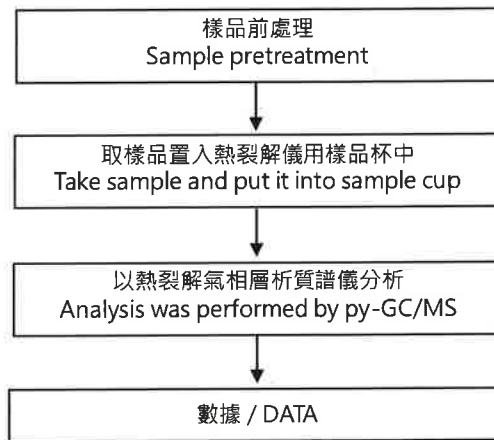 樣品前處理
Sample pretreatment
取樣品置入熱裂解儀用樣品杯中
Take sample and put it into sample cup
以熱裂解氣相層析質譜儀分析
Analysis was performed by py-GC/MS
數據 / DATA